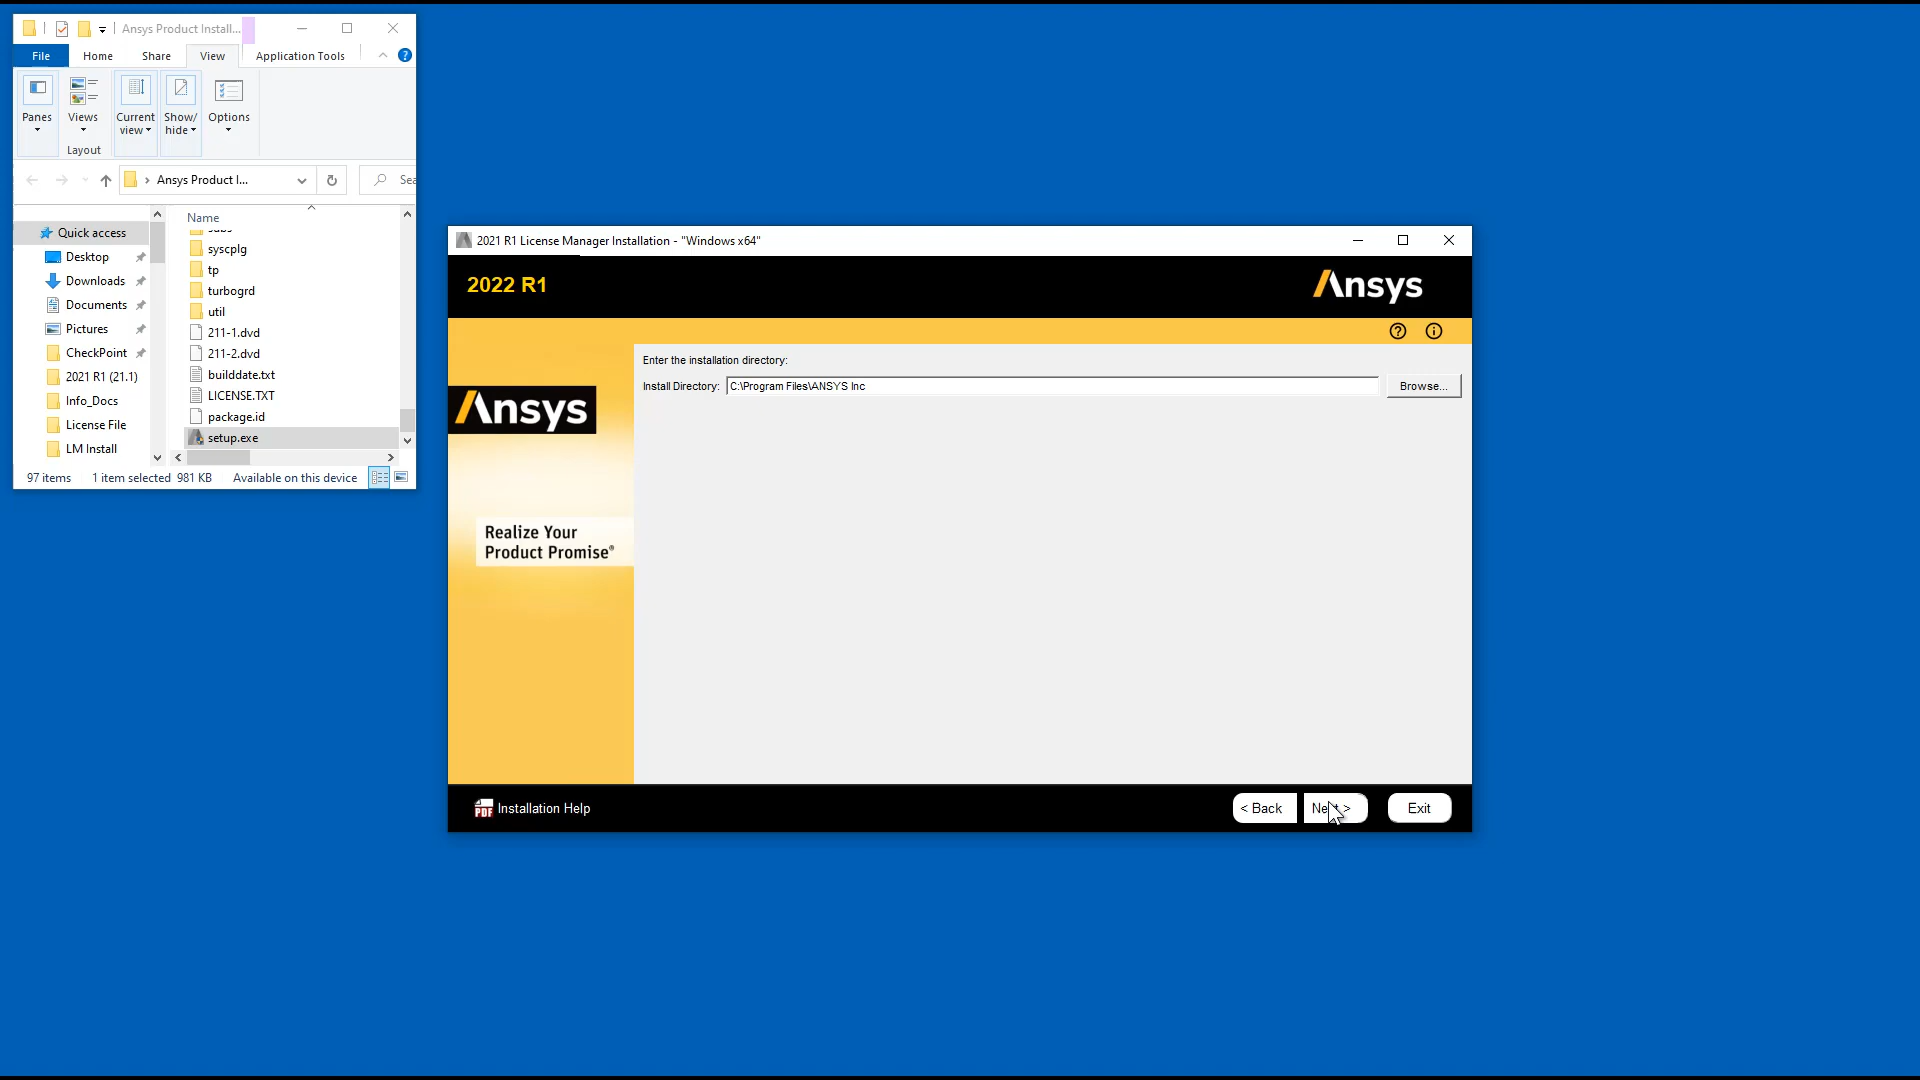 Ansys Product Install...
File Home Share View Application Tools
Panes Views Current view Show/ hide Options
Layout
Ansys Product I...
Sea
Name
Quick access
Desktop
Downloads
Documents
Pictures
CheckPoint
2021 R1 (21.1)
Info_Docs
License File
LM Install
syscplg
tp
turbogrd
util
211-1.dvd
211-2.dvd
builddate.txt
LICENSE.TXT
package.id
setup.exe
97 items 1 item selected 981 KB Available on this device
2021 R1 License Manager Installation - "Windows x64"
2022 R1
Ansys
Enter the installation directory:
Install Directory: C:\Program Files\ANSYS Inc Browse...
Ansys
Realize Your
Product Promise®
PDF Installation Help
< Back Next > Exit